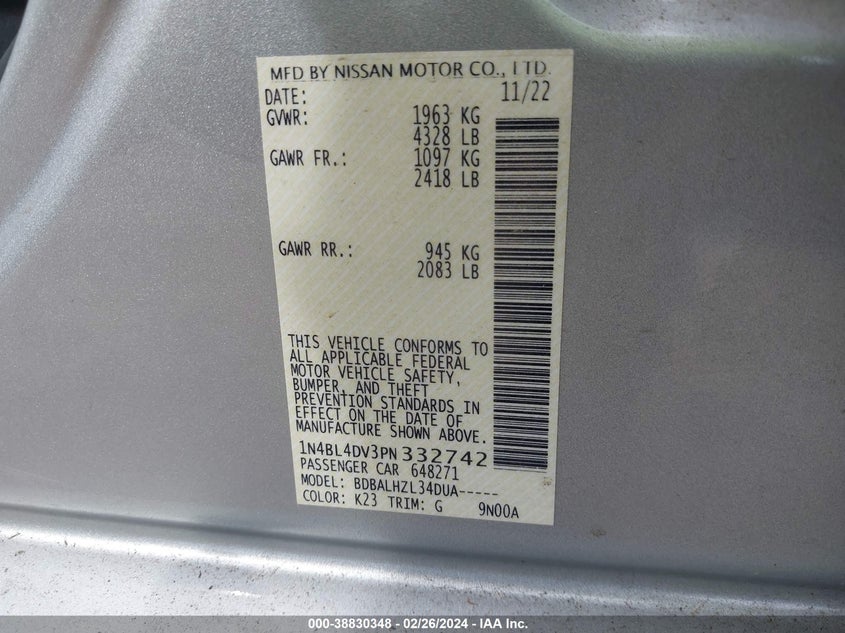 MFD BY NISSAN MOTOR CO., LTD.
DATE: 11/22
GVWR: 1963 KG
4328 LB
GAWR FR.: 1097 KG
2418 LB
GAWR RR.: 945 KG
2083 LB
THIS VEHICLE CONFORMS TO
ALL APPLICABLE FEDERAL
MOTOR VEHICLE SAFETY,
BUMPER, AND THEFT
PREVENTION STANDARDS IN
EFFECT ON THE DATE OF
MANUFACTURE SHOWN ABOVE.
1N4BL4DV3PN332742
PASSENGER CAR 648271
MODEL: BDBALHZL34DUA-----
COLOR: K23 TRIM: G 9N00A
000-38830348 - 02/26/2024 - IAA Inc.